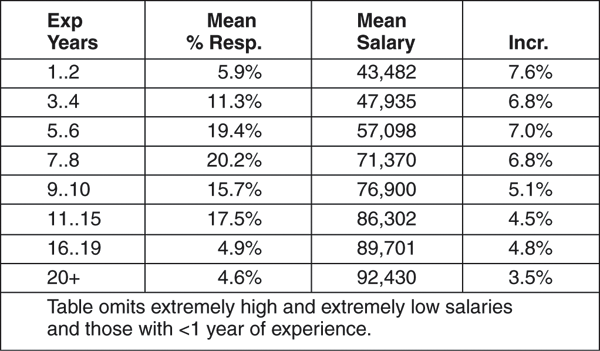 Exp Years Mean % Resp. Mean Salary Incr.
1..2 5.9% 43,482 7.6%
3..4 11.3% 47,935 6.8%
5..6 19.4% 57,098 7.0%
7..8 20.2% 71,370 6.8%
9..10 15.7% 76,900 5.1%
11..15 17.5% 86,302 4.5%
16..19 4.9% 89,701 4.8%
20+ 4.6% 92,430 3.5%
Table omits extremely high and extremely low salaries
and those with <1 year of experience.